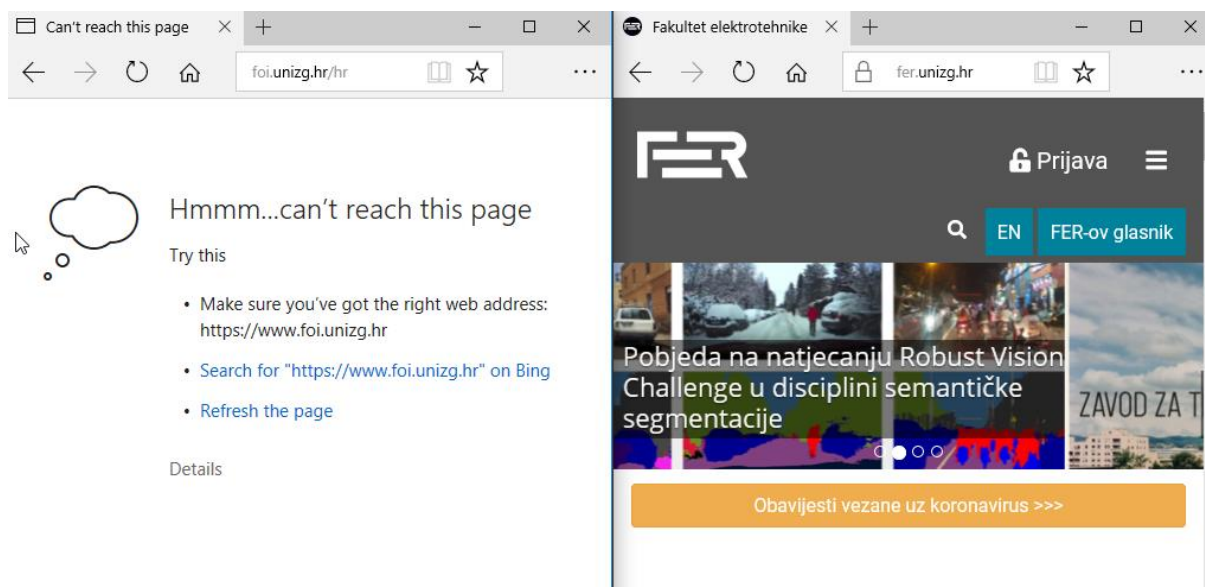 Can't reach this page
foi.unizg.hr/hr
Hmmm...can't reach this page
Try this
• Make sure you've got the right web address:
https://www.foi.unizg.hr
• Search for "https://www.foi.unizg.hr" on Bing
• Refresh the page
Details
Fakultet elektrotehnike
fer.unizg.hr
FER
Prijava
EN
FER-ov glasnik
Pobjeda na natjecanju Robust Vision
Challenge u disciplini semantičke
segmentacije
ZAVOD ZA T
Obavijesti vezane uz koronavirus >>>